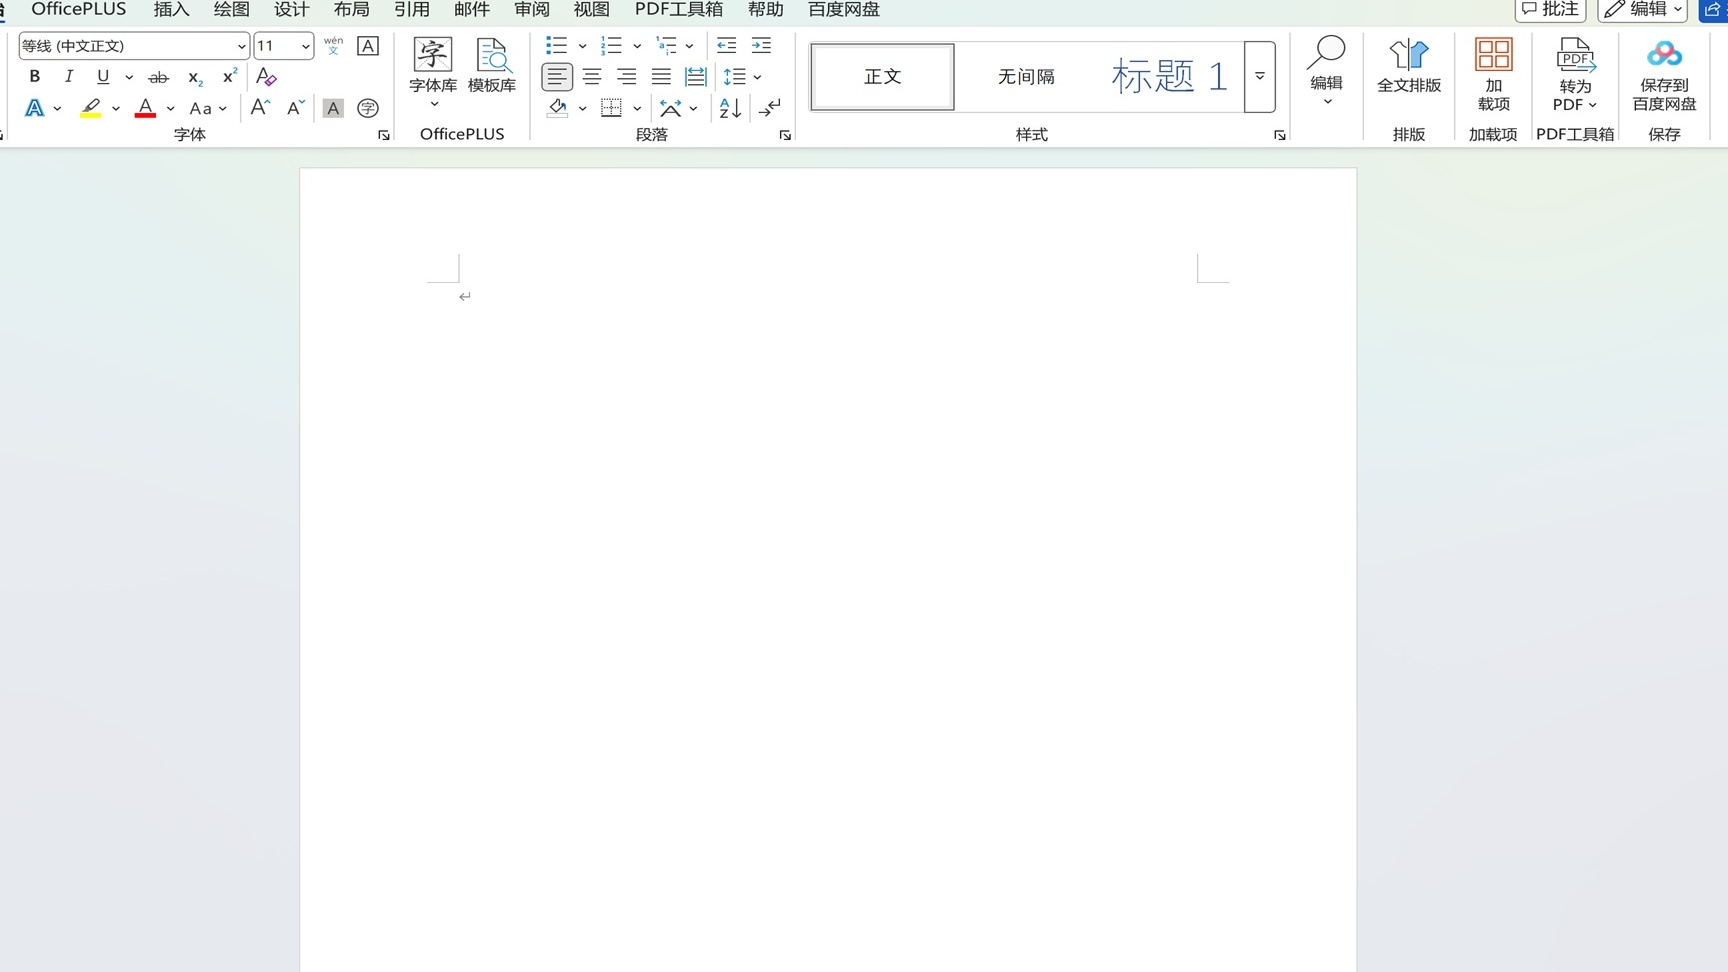 OfficePLUS 插入 绘图 设计 布局 引用 邮件 审阅 视图 PDF工具箱 帮助 百度网盘 批注 编辑
等线 (中文正文) 11 wén 文 A
B I U ab x₂ x² A
A A Aa A A A 字
字体
字 字体库 模板库
OfficePLUS
段落
正文 无间隔 标题 1
样式
编辑
全文排版
排版
加
载项
加载项
PDF
转为
PDF
PDF工具箱
保存到
百度网盘
保存